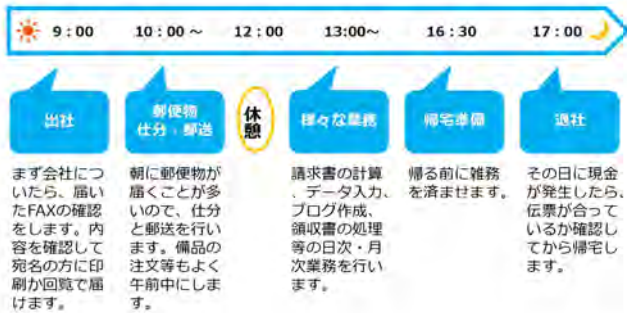 9：00
10：00～
12：00
13:00～
16：30
17：00
出社
郵便物
仕分・郵送
休
憩
様々な業務
帰宅準備
退社
まず会社につ
いたら、届い
たFAXの確認
をします。内
容を確認して
宛名の方に印
刷か回覧で届
けます。
朝に郵便物が
届くことが多
いので、仕分
と郵送を行い
ます。備品の
注文等もよく
午前中にしま
す。
請求書の計算
、データ入力、
ブログ作成、
領収書の処理
等の日次・月
次業務を行い
ます。
帰る前に雑務
を済ませます。
その日に現金
が発生したら、
伝票が合って
いるか確認し
てから帰宅し
ます。